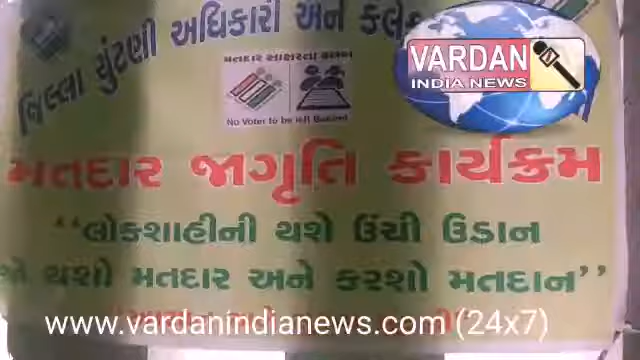 જિલ્લા ચુંટણી અધિકારી અને
VARDAN
INDIA NEWS
મતદાર સાક્ષરતા ક્લબ
No Voter to be left Behind
મતદાર જાગૃતિ કાર્યક્રમ
“લોકશાહીની થશે ઉંચી ઉડાન
થશો મતદાર અને કરશો મતદાન”
www.vardanindianews.com (24x7)